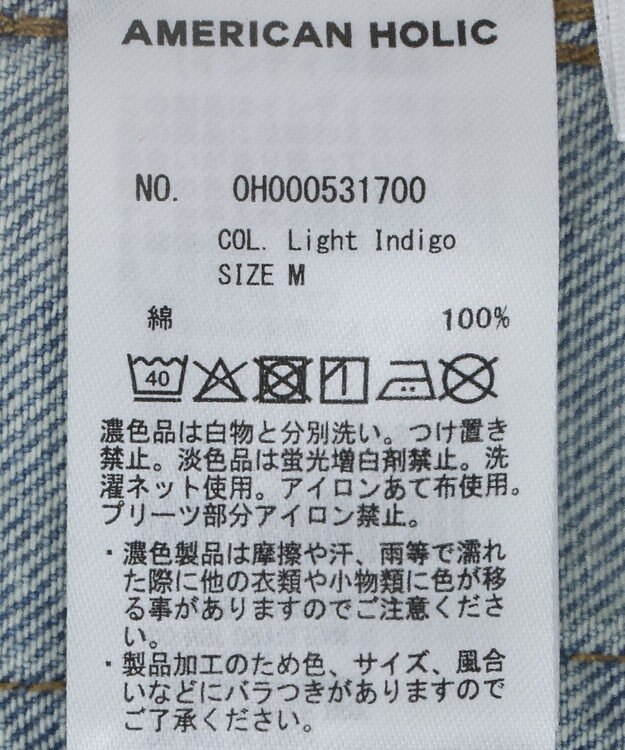 AMERICAN HOLIC
NO. 0H000531700
COL. Light Indigo
SIZE M
綿 100%
40
濃色品は白物と分別洗い。つけ置き
禁止。淡色品は蛍光増白剤禁止。洗
濯ネット使用。アイロンあて布使用。
プリーツ部分アイロン禁止。
・濃色製品は摩擦や汗、雨等で濡れ
た際に他の衣類や小物類に色が移
る事がありますのでご注意くださ
い。
・製品加工のため色、サイズ、風合
いなどにバラつきがありますので
ご了承ください。